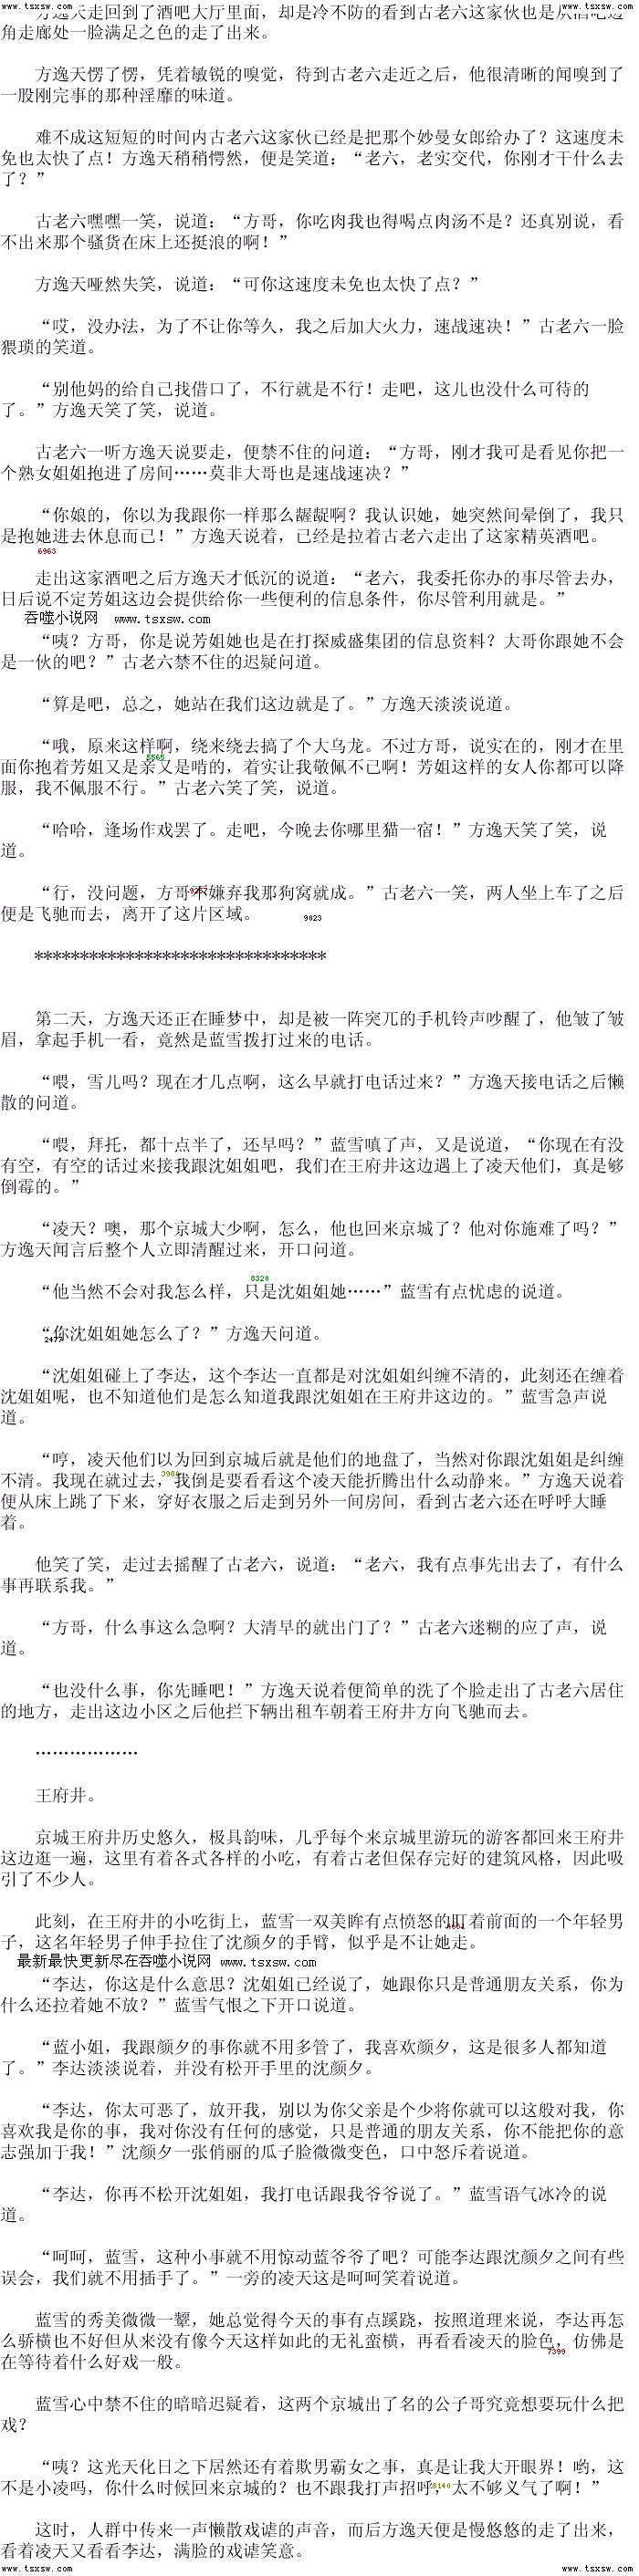 www.tsxsw.com www.tsxsw.com
方逸天走回到了酒吧大厅里面，却是冷不防的看到古老六这家伙也是从酒吧边
角走廊处一脸满足之色的走了出来。
方逸天愣了愣，凭着敏锐的嗅觉，待到古老六走近之后，他很清晰的闻嗅到了
一股刚完事的那种淫靡的味道。
难不成这短短的时间内古老六这家伙已经是把那个妙曼女郎给办了？这速度未
免也太快了点！方逸天稍稍愕然，便是笑道：“老六，老实交代，你刚才干什么去
了？”
古老六嘿嘿一笑，说道：“方哥，你吃肉我也得喝点肉汤不是？还真别说，看
不出来那个骚货在床上还挺浪的啊！”
方逸天哑然失笑，说道：“可你这速度未免也太快了点？”
“哎，没办法，为了不让你等久，我之后加大火力，速战速决！”古老六一脸
猥琐的笑道。
“别他妈的给自己找借口了，不行就是不行！走吧，这儿也没什么可待的
了。”方逸天笑了笑，说道。
古老六一听方逸天说要走，便禁不住的问道：“方哥，刚才我可是看见你把一
个熟女姐姐抱进了房间……莫非大哥也是速战速决？”
“你娘的，你以为我跟你一样那么龌龊啊？我认识她，她突然间晕倒了，我只
是抱她进去休息而已！”方逸天说着，已经是拉着古老六走出了这家精英酒吧。
6963
走出这家酒吧之后方逸天才低沉的说道：“老六，我委托你办的事尽管去办，
日后说不定芳姐这边会提供给你一些便利的信息条件，你尽管利用就是。”
吞噬小说网 www.tsxsw.com
“咦？方哥，你是说芳姐她也是在打探威盛集团的信息资料？大哥你跟她不会
是一伙的吧？”古老六禁不住的迟疑问道。
“算是吧，总之，她站在我们这边就是了。”方逸天淡淡说道。
“哦，原来这样啊，绕来绕去搞了个大乌龙。不过方哥，说实在的，刚才在里
5565
面你抱着芳姐又是亲又是啃的，着实让我敬佩不已啊！芳姐这样的女人你都可以降
服，我不佩服不行。”古老六笑了笑，说道。
“哈哈，逢场作戏罢了。走吧，今晚去你哪里猫一宿！”方逸天笑了笑，说
道。
“行，没问题，方哥不嫌弃我那狗窝就成。”古老六一笑，两人坐上车了之后
便是飞驰而去，离开了这片区域。
9023
********************************
第二天，方逸天还正在睡梦中，却是被一阵突兀的手机铃声吵醒了，他皱了皱
眉，拿起手机一看，竟然是蓝雪拨打过来的电话。
“喂，雪儿吗？现在才几点啊，这么早就打电话过来？”方逸天接电话之后懒
散的问道。
“喂，拜托，都十点半了，还早吗？”蓝雪嗔了声，又是说道，“你现在有没
有空，有空的话过来接我跟沈姐姐吧，我们在王府井这边遇上了凌天他们，真是够
倒霉的。”
“凌天？噢，那个京城大少啊，怎么，他也回来京城了？他对你施难了吗？”
方逸天闻言后整个人立即清醒过来，开口问道。
8320
“他当然不会对我怎么样，只是沈姐姐她……”蓝雪有点忧虑的说道。
“你沈姐姐她怎么了？”方逸天问道。
“沈姐姐碰上了李达，这个李达一直都是对沈姐姐纠缠不清的，此刻还在缠着
沈姐姐呢，也不知道他们是怎么知道我跟沈姐姐在王府井这边的。”蓝雪急声说
道。
“哼，凌天他们以为回到京城后就是他们的地盘了，当然对你跟沈姐姐是纠缠
不清。我现在就过去，我倒是要看看这个凌天能折腾出什么动静来。”方逸天说着
便从床上跳了下来，穿好衣服之后走到另外一间房间，看到古老六还在呼呼大睡
着。
他笑了笑，走过去摇醒了古老六，说道：“老六，我有点事先出去了，有什么
事再联系我。”
“方哥，什么事这么急啊？大清早的就出门了？”古老六迷糊的应了声，说
道。
“也没什么事，你先睡吧！”方逸天说着便简单的洗了个脸走出了古老六居住
的地方，走出这边小区之后他拦下辆出租车朝着王府井方向飞驰而去。
………………
王府井。
京城王府井历史悠久，极具韵味，几乎每个来京城里游玩的游客都回来王府井
这边逛一遍，这里有着各式各样的小吃，有着古老但保存完好的建筑风格，因此吸
引了不少人。
此刻，在王府井的小吃街上，蓝雪一双美眸有点愤怒的盯着前面的一个年轻男
子，这名年轻男子伸手拉住了沈颜夕的手臂，似乎是不让她走。
最新最快更新尽在吞噬小说网 www.tsxsw.com
“李达，你这是什么意思？沈姐姐已经说了，她跟你只是普通朋友关系，你为
什么还拉着她不放？”蓝雪气恨之下开口说道。
“蓝小姐，我跟颜夕的事你就不用多管了，我喜欢颜夕，这是很多人都知道
了。”李达淡淡说着，并没有松开手里的沈颜夕。
“李达，你太可恶了，放开我，别以为你父亲是个少将你就可以这般对我，你
喜欢我是你的事，我对你没有任何的感觉，只是普通的朋友关系，你不能把你的意
志强加于我！”沈颜夕一张俏丽的瓜子脸微微变色，口中怒斥着说道。
“李达，你再不松开沈姐姐，我打电话跟我爷爷说了。”蓝雪语气冰冷的说
道。
“呵呵，蓝雪，这种小事就不用惊动蓝爷爷了吧？可能李达跟沈颜夕之间有些
误会，我们就不用插手了。”一旁的凌天这是呵呵笑着说道。
蓝雪的秀美微微一颦，她总觉得今天的事有点蹊跷，按照道理来说，李达再怎
么骄横也不好但从来没有像今天这样如此的无礼蛮横，再看看凌天的脸色，仿佛是
7399
在等待着什么好戏一般。
蓝雪心中禁不住的暗暗迟疑着，这两个京城出了名的公子哥究竟想要玩什么把
戏？
“咦？这光天化日之下居然还有着欺男霸女之事，真是让我大开眼界！哟，这
不是小凌吗，你什么时候回来京城的？也不跟我打声招呼，太不够义气了啊！”
8140
这时，人群中传来一声懒散戏谑的声音，而后方逸天便是慢悠悠的走了出来，
看着凌天又看看李达，满脸的戏谑笑意。
www.tsxsw.com www.tsxsw.com